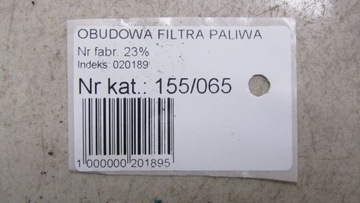 OBUDOWA FILTRA PALIWA
Nr fabr. 23%
Indeks: 020189
Nr kat.: 155/065
1 000000 201895